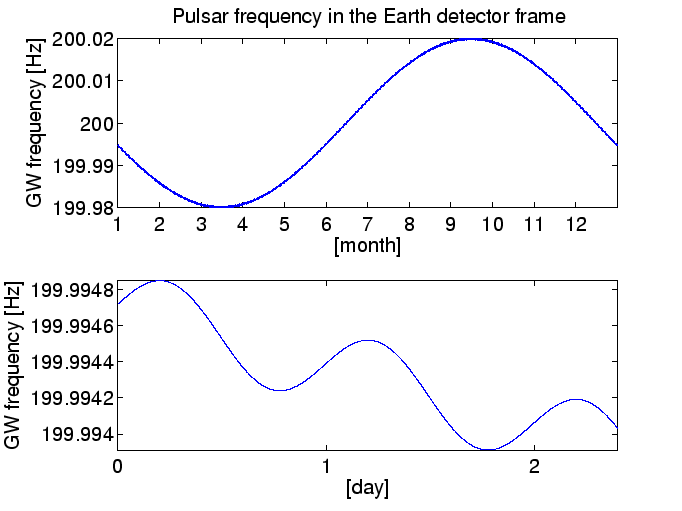 Pulsar frequency in the Earth detector frame
GW frequency [Hz]
200.02
200.01
200
199.99
199.98
1 2 3 4 5 6 7 8 9 10 11 12
[month]
GW frequency [Hz]
199.9948
199.9946
199.9944
199.9942
199.994
0 1 2
[day]